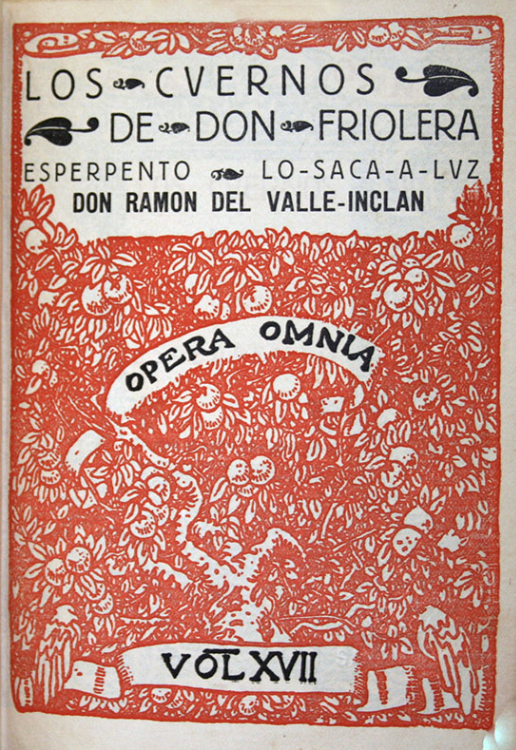 LOS CVERNOS
DE DON FRIOLERA
ESPERPENTO LO-SACA-A-LVZ
DON RAMON DEL VALLE-INCLAN
OPERA OMNIA
VOL XVII